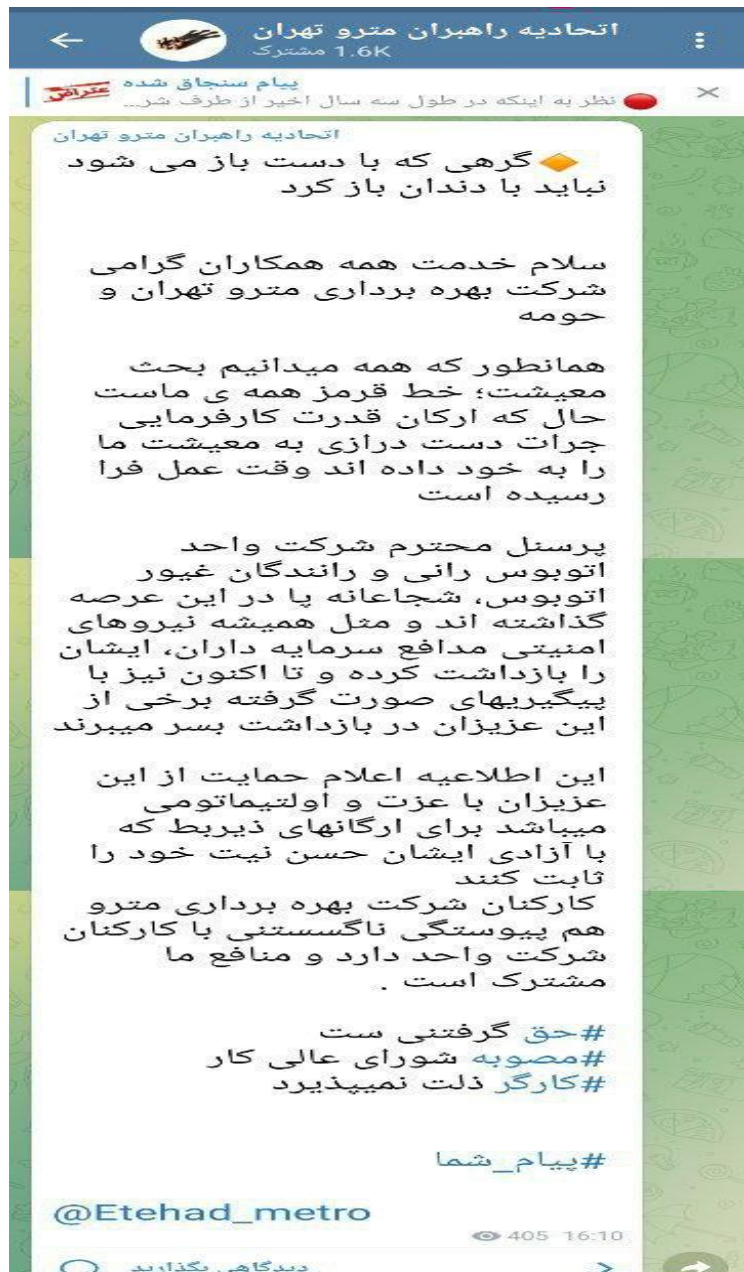 اتحادیه راهبران مترو تهران
1.6K مشترک
پیام سنجاق شده
نظر به اینکه در طول سه سال اخیر از طرف شر...
اتحادیه راهبران مترو تهران
گرهی که با دست باز می شود
نباید با دندان باز کرد
سلام خدمت همه همکاران گرامی
شرکت بهره برداری مترو تهران و
حومه
همانطور که همه میدانیم بحث
معیشت؛ خط قرمز همه ی ماست
حال که ارکان قدرت کارفرمایی
جرات دست درازی به معیشت ما
را به خود داده اند وقت عمل فرا
رسیده است
پرسنل محترم شرکت واحد
اتوبوس رانی و رانندگان غیور
اتوبوس، شجاعانه پا در این عرصه
گذاشته اند و مثل همیشه نیروهای
امنیتی مدافع سرمایه داران، ایشان
را بازداشت کرده و تا اکنون نیز با
پیگیریهای صورت گرفته برخی از
این عزیزان در بازداشت بسر میبرند
این اطلاعیه اعلام حمایت از این
عزیزان با عزت و اولتیماتومی
میباشد برای ارگانهای ذیربط که
با آزادی ایشان حسن نیت خود را
ثابت کنند
کارکنان شرکت بهره برداری مترو
هم پیوستگی ناگسستنی با کارکنان
شرکت واحد دارد و منافع ما
مشترک است .
#حق گرفتنی ست
#مصوبه شورای عالی کار
#کارگر ذلت نمیپذیرد
#پیام_شما
@Etehad_metro
405 16:10
دیدگاهی بگذارید